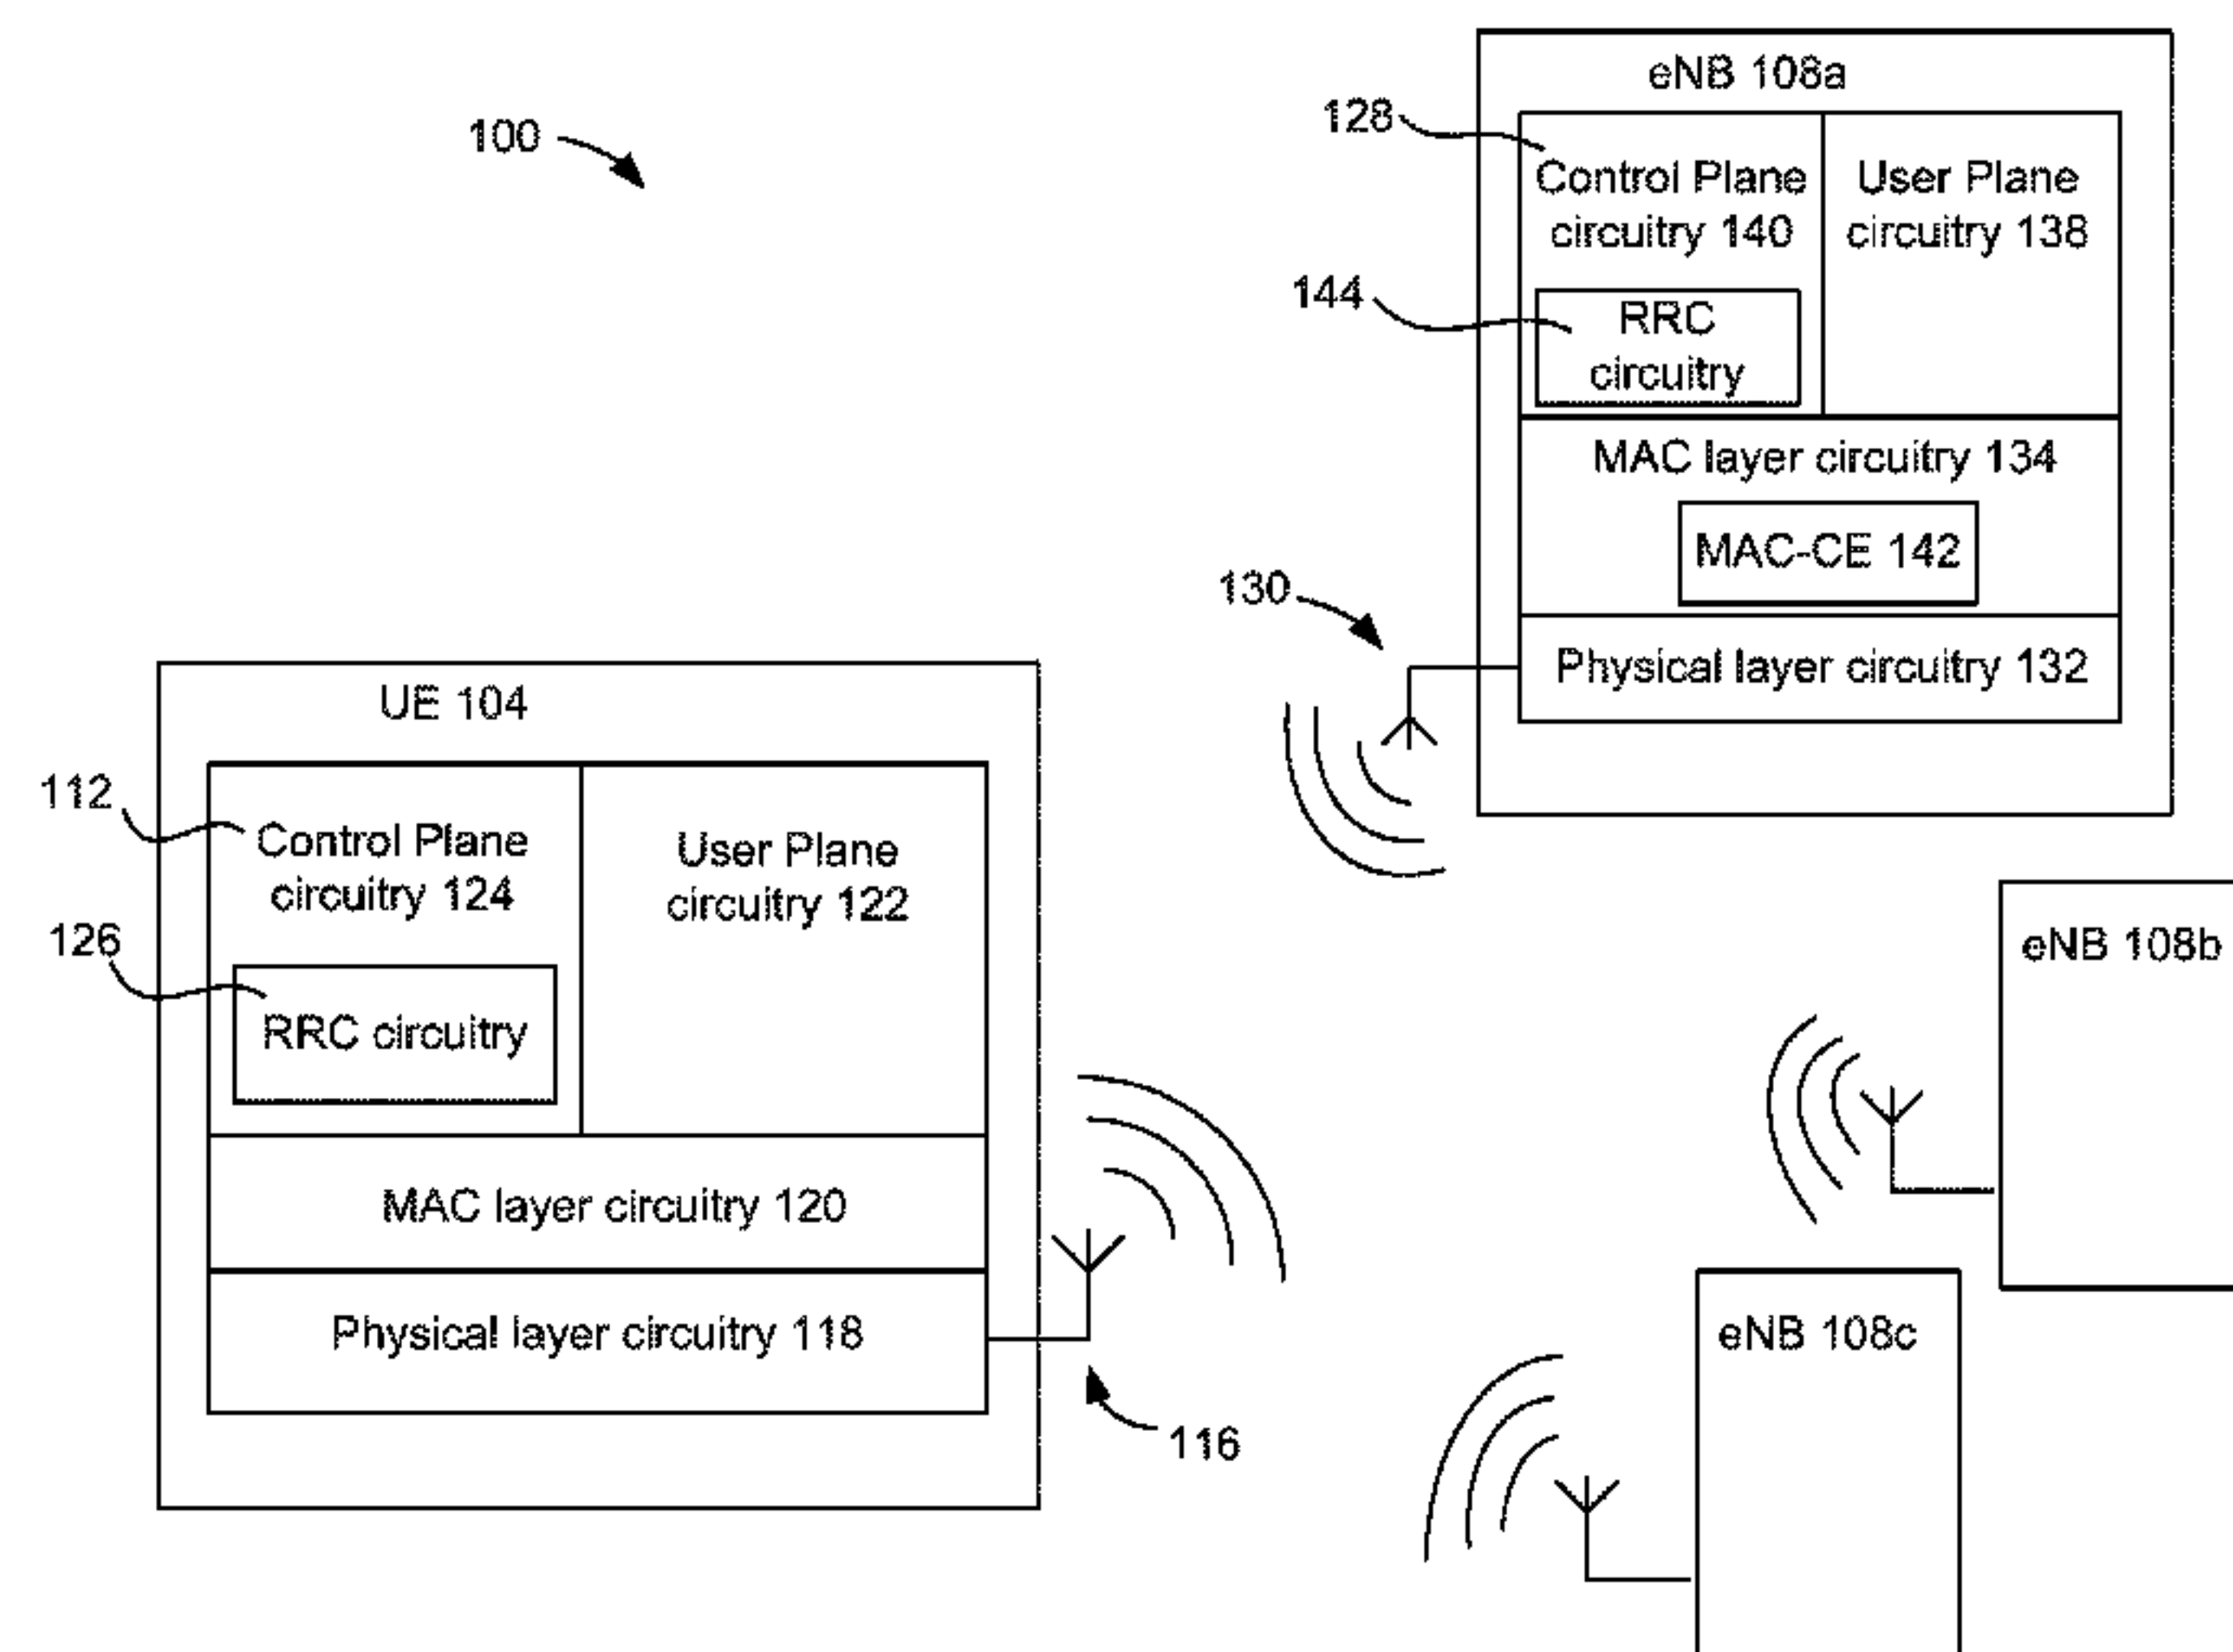 100
eNB 108a
128
Control Plane
circuitry 140
User Plane
circuitry 138
144
RRC
circuitry
MAC layer circuitry 134
MAC-CE 142
130
Physical layer circuitry 132
UE 104
112
Control Plane
circuitry 124
User Plane
circuitry 122
126
RRC circuitry
MAC layer circuitry 120
Physical layer circuitry 118
116
eNB 108b
eNB 108c